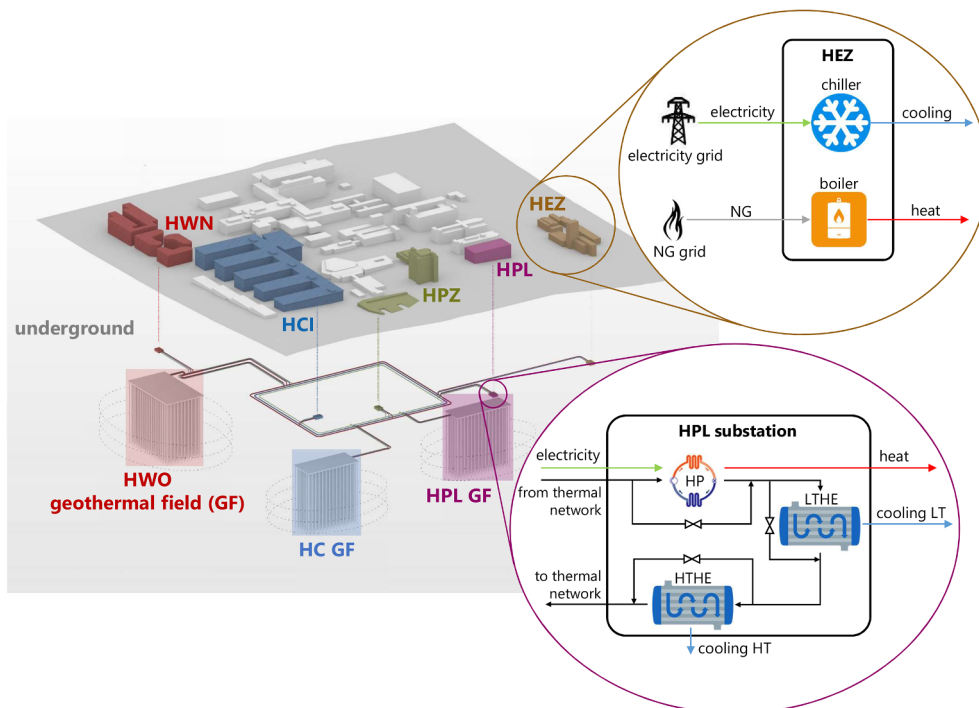 HEZ
chiller
electricity
cooling
electricity grid
boiler
NG
heat
NG grid
HWN
HEZ
HPL
HPZ
HCI
underground
HWO
geothermal field (GF)
HC GF
HPL GF
HPL substation
electricity
heat
HP
from thermal
network
LTHE
cooling LT
to thermal
network
HTHE
cooling HT